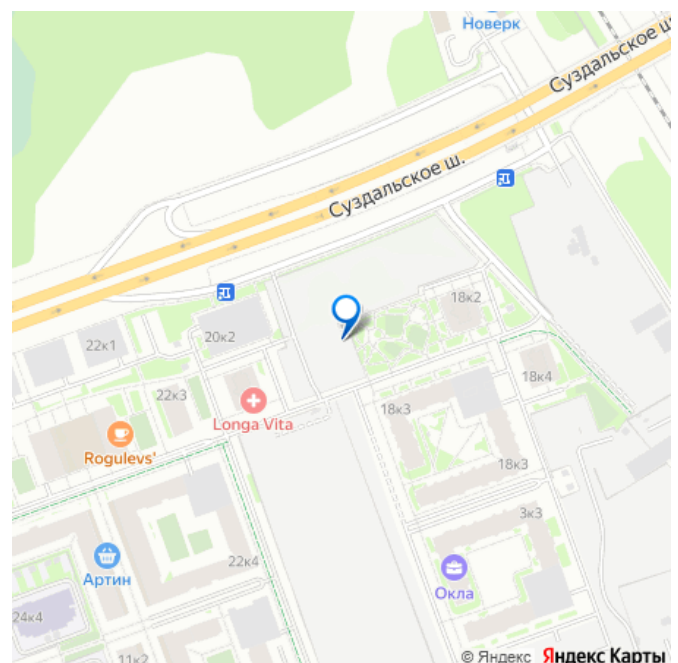 Новерк
Суздальское ш
Суздальское ш.
18к2
20к2
22к1
18к4
22к3
18к3
Longa Vita
Rogulevs'
18к3
3к3
22к4
Артин
Окла
24к4
11к2
© Яндекс Яндекс Карты